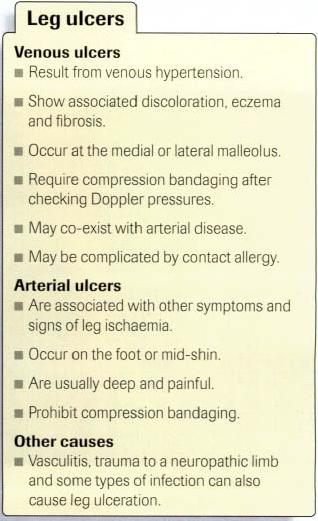 Leg ulcers
Venous ulcers
■ Result from venous hypertension.
■ Show associated discoloration, eczema
and fibrosis.
■ Occur at the medial or lateral malleolus.
■ Require compression bandaging after
checking Doppler pressures.
■ May co-exist with arterial disease.
■ May be complicated by contact allergy.
Arterial ulcers
■ Are associated with other symptoms and
signs of leg ischaemia.
■ Occur on the foot or mid-shin.
■ Are usually deep and painful.
■ Prohibit compression bandaging.
Other causes
■ Vasculitis, trauma to a neuropathic limb
and some types of infection can also
cause leg ulceration.